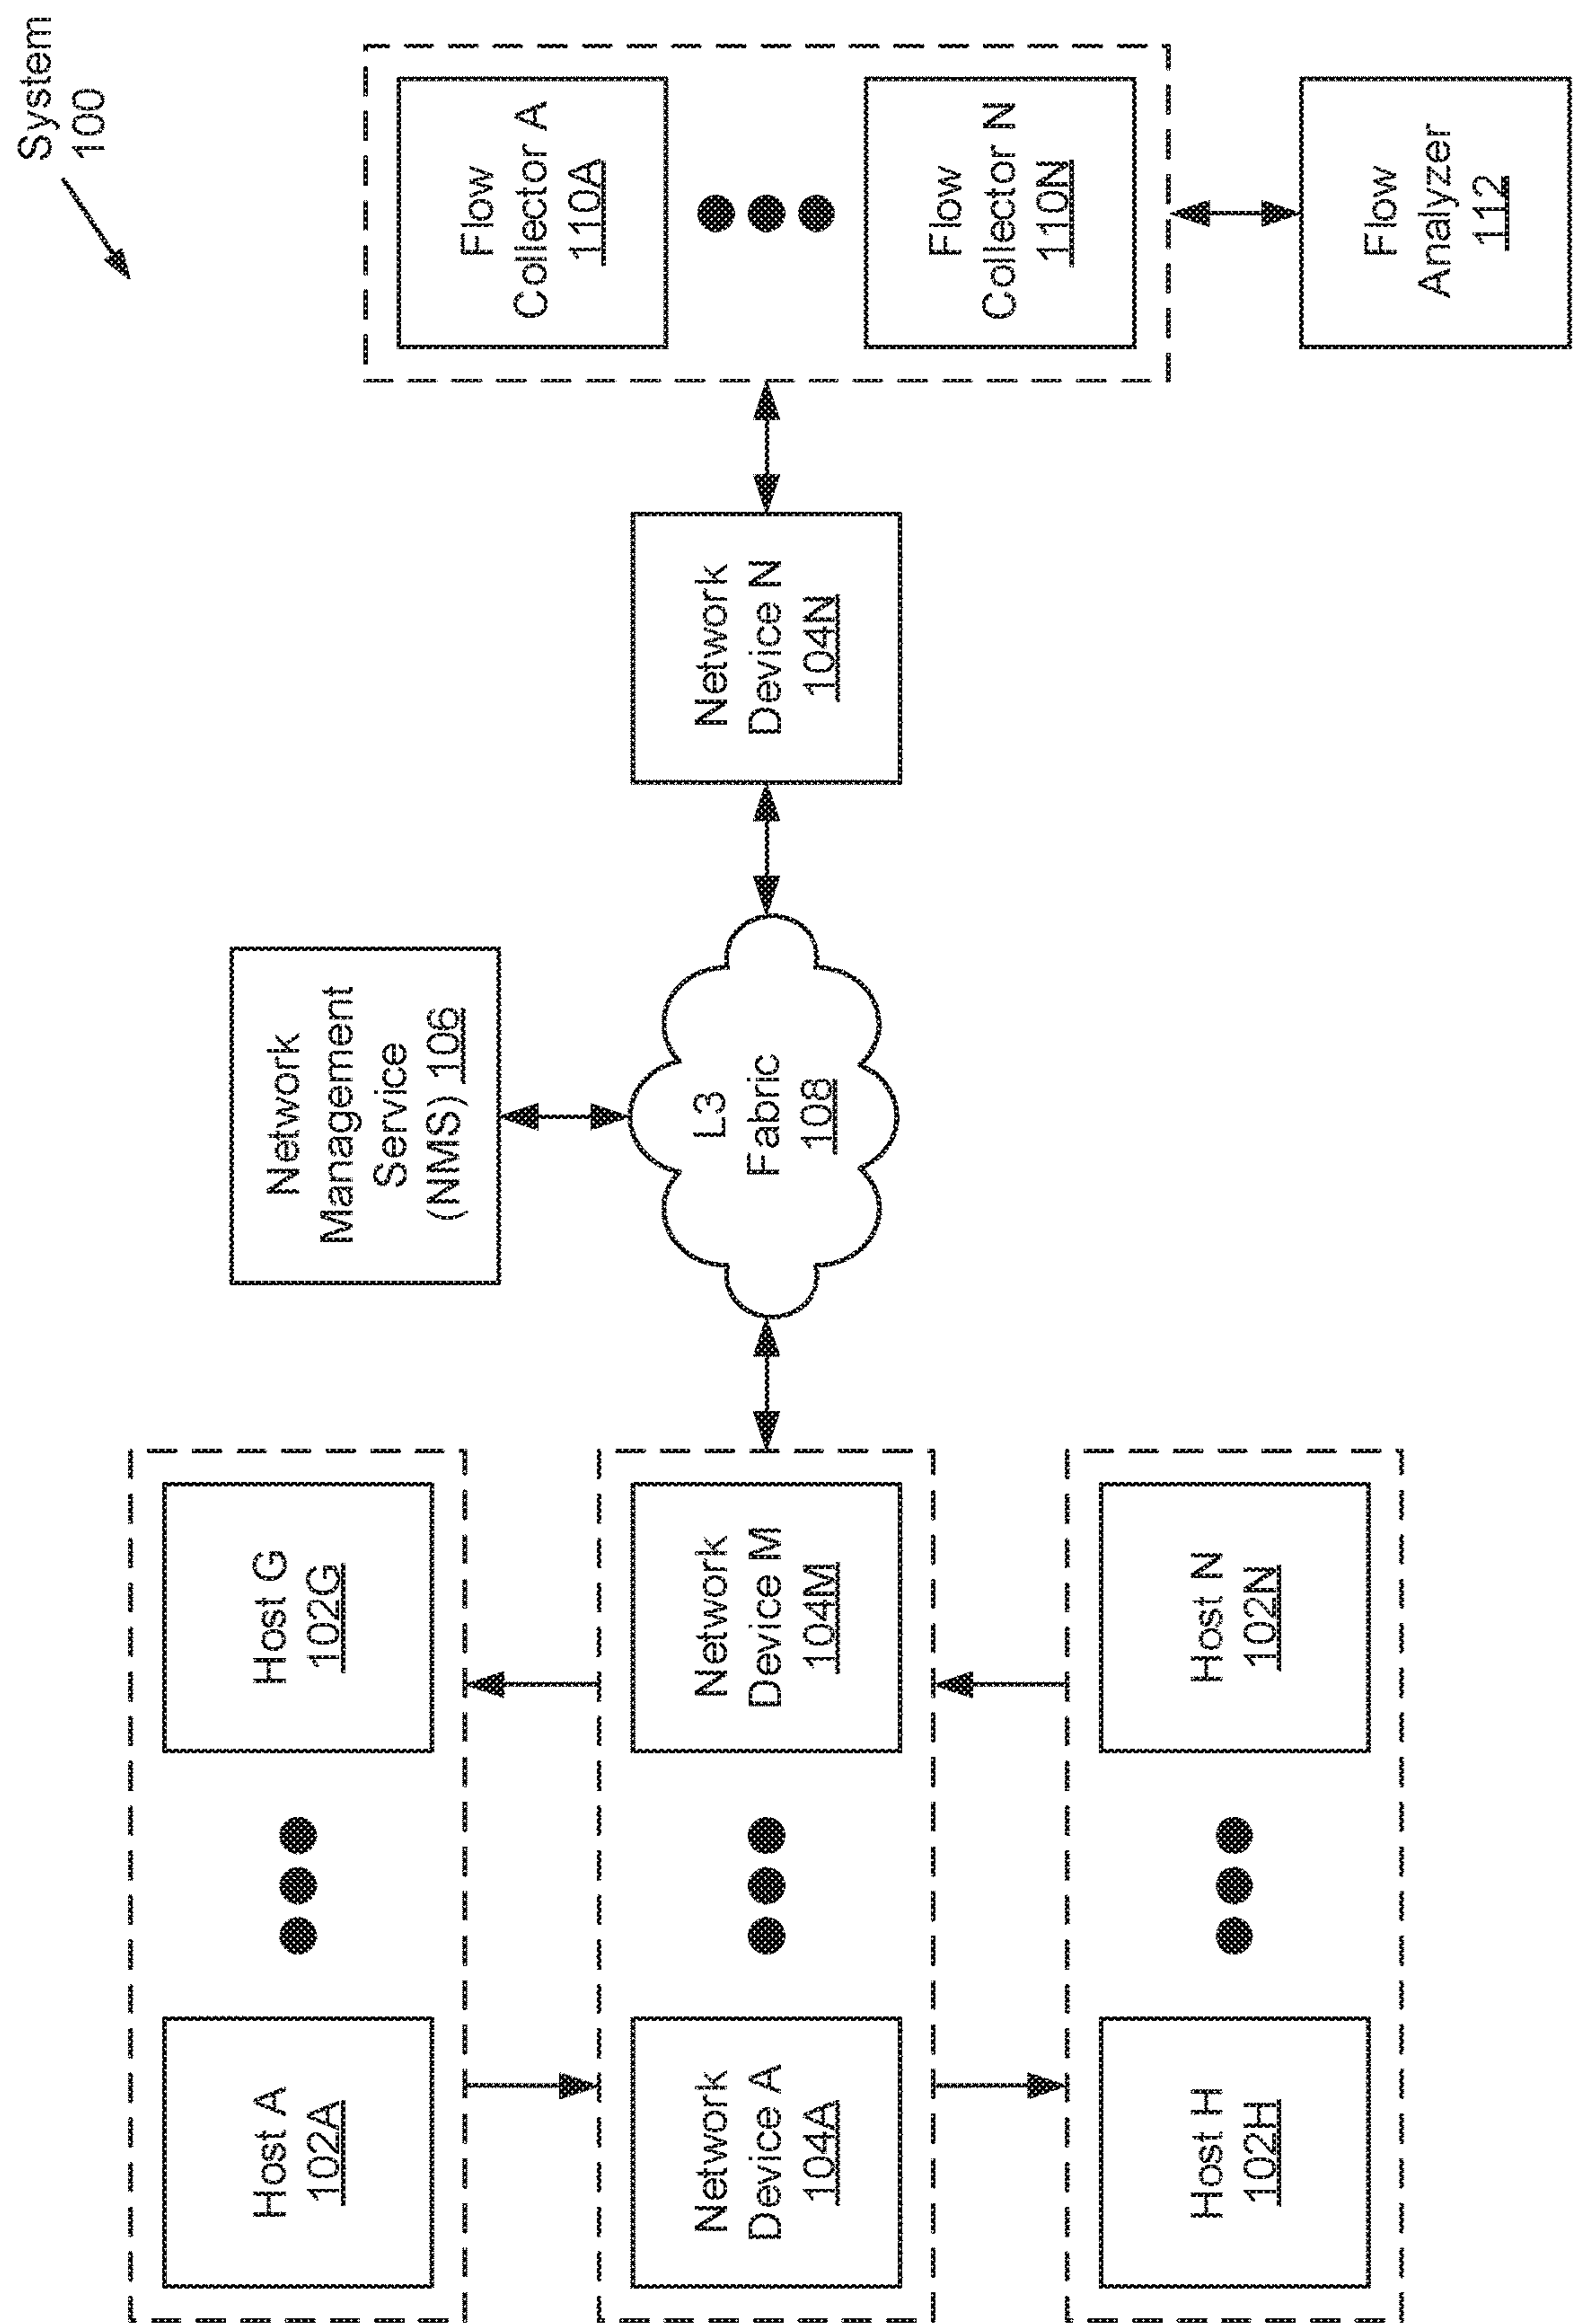 System
100
Host A
102A
Host G
102G
Network
Management
Service
(NMS) 106
Flow
Collector A
110A
Network
Device A
104A
Network
Device M
104M
L3
Fabric
108
Network
Device N
104N
Flow
Collector N
110N
Host H
102H
Host N
102N
Flow
Analyzer
112